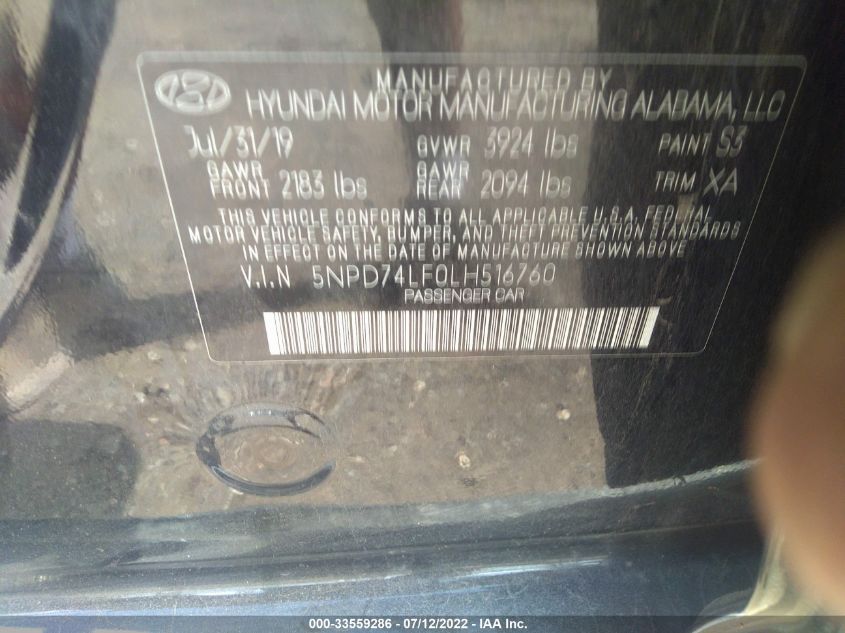 MANUFACTURED BY
HYUNDAI MOTOR MANUFACTURING ALABAMA, LLC
Jul/31/19 GVWR 3924 lbs PAINT S3
GAWR FRONT 2183 lbs GAWR REAR 2094 lbs TRIM XA
THIS VEHICLE CONFORMS TO ALL APPLICABLE U.S.A. FEDERAL
MOTOR VEHICLE SAFETY, BUMPER, AND THEFT PREVENTION STANDARDS
IN EFFECT ON THE DATE OF MANUFACTURE SHOWN ABOVE
V.I.N 5NPD74LF0LH516760
PASSENGER CAR
000-33559286 - 07/12/2022 - IAA Inc.